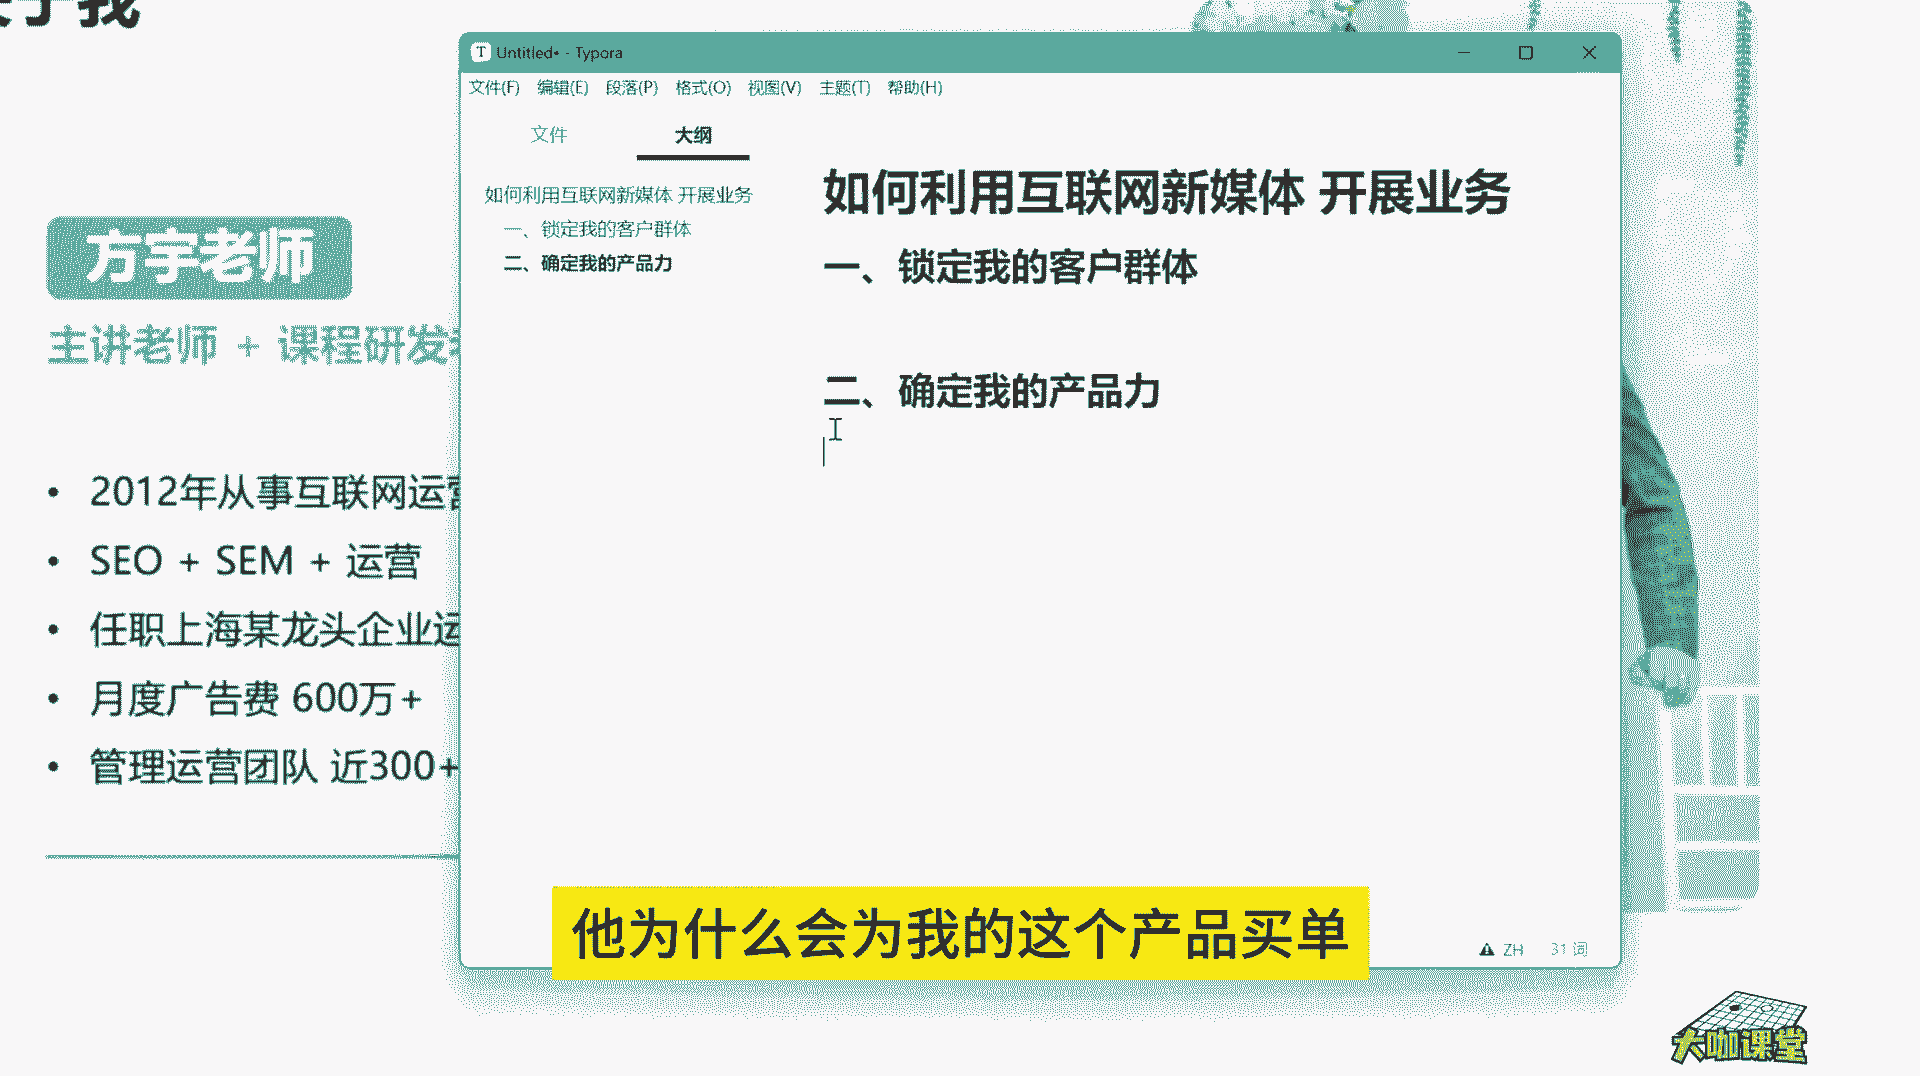 关于我
方宇老师
主讲老师 + 课程研发
2012年从事互联网运营
SEO + SEM + 运营
任职上海某龙头企业运
月度广告费 600万+
管理运营团队 近300+
Untitled• - Typora
文件(F) 编辑(E) 段落(P) 格式(O) 视图(V) 主题(T) 帮助(H)
文件 大纲
如何利用互联网新媒体 开展业务
一、锁定我的客户群体
二、确定我的产品力
如何利用互联网新媒体 开展业务
一、锁定我的客户群体
二、确定我的产品力
他为什么会为我的这个产品买单
ZH 31 词
大咖课堂